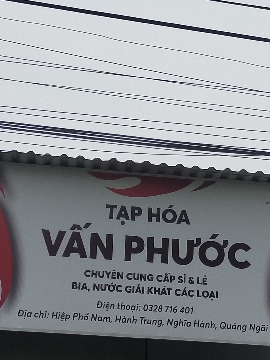 TẠP HÓA
VẤN PHƯỚC
CHUYÊN CUNG CẤP SỈ & LẺ
BIA, NƯỚC GIẢI KHÁT CÁC LOẠI
Điện thoại: 0328 716 401
Địa chỉ: Hiệp Phổ Nam, Hành Trung, Nghĩa Hành, Quảng Ngãi